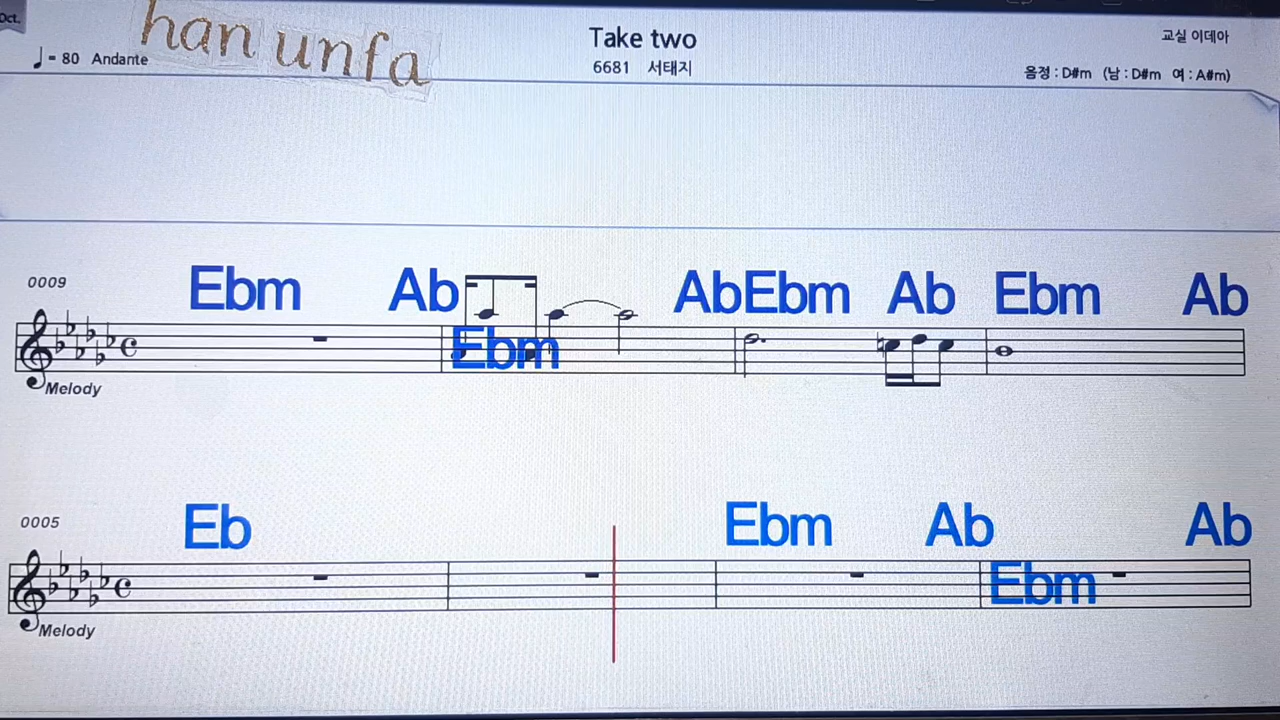 Oct.
han unfa
Take two
교실 이데아
♩= 80 Andante
6681 서태지
음정 : D#m (남 : D#m 여 : A#m)
0009
Ebm Ab Ebm AbEbm Ab Ebm Ab
Melody
0005
Eb Ebm Ab Ebm Ab
Melody